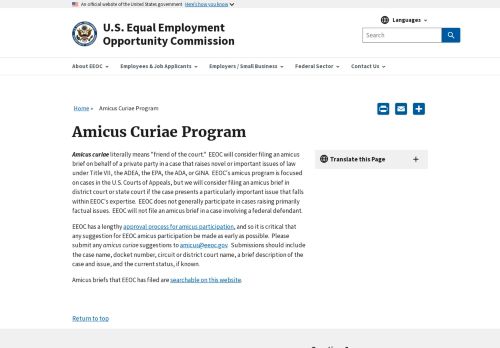 An official website of the United States government Here's how you know
U.S. Equal Employment
Opportunity Commission
Languages
Search
About EEOC
Employees & Job Applicants
Employers / Small Business
Federal Sector
Contact Us
Home » Amicus Curiae Program
Amicus Curiae Program
Amicus curiae literally means "friend of the court." EEOC will consider filing an amicus
brief on behalf of a private party in a case that raises novel or important issues of law
under Title VII, the ADEA, the EPA, the ADA, or GINA. EEOC's amicus program is focused
on cases in the U.S. Courts of Appeals, but we will consider filing an amicus brief in
district court or state court if the case presents a particularly important issue that falls
within EEOC's expertise. EEOC does not generally participate in cases raising primarily
factual issues. EEOC will not file an amicus brief in a case involving a federal defendant.
Translate this Page
EEOC has a lengthy approval process for amicus participation, and so it is critical that
any suggestion for EEOC amicus participation be made as early as possible. Please
submit any amicus curiae suggestions to amicus@eeoc.gov. Submissions should include
the case name, docket number, circuit or district court name, a brief description of the
case and issue, and the current status, if known.
Amicus briefs that EEOC has filed are searchable on this website.
Return to top